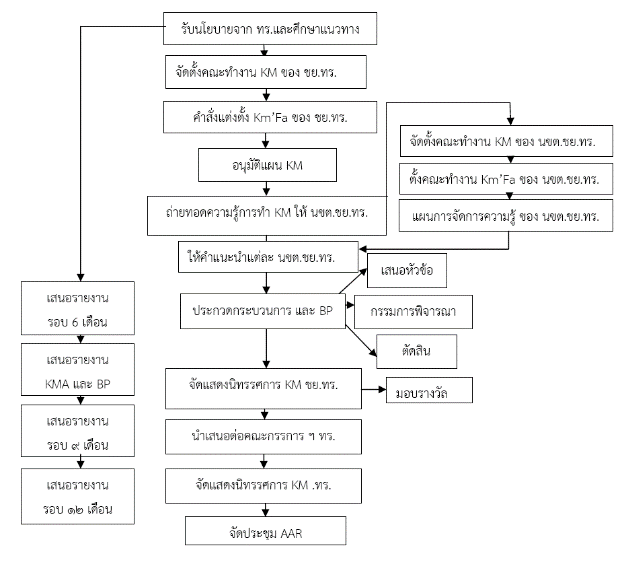 รับนโยบายจาก ทร.และศึกษาแนวทาง
จัดตั้งคณะทำงาน KM ของ ชย.ทร.
คำสั่งแต่งตั้ง Km’Fa ของ ชย.ทร.
อนุมัติแผน KM
ถ่ายทอดความรู้การทำ KM ให้ นขต.ชย.ทร.
จัดตั้งคณะทำงาน KM ของ นขต.ชย.ทร.
ตั้งคณะทำงาน Km’Fa ของ นขต.ชย.ทร.
แผนการจัดการความรู้ ของ นขต.ชย.ทร.
ให้คำแนะนำแต่ละ นขต.ชย.ทร.
ประกวดกระบวนการ และ BP
เสนอหัวข้อ
กรรมการพิจารณา
ตัดสิน
จัดแสดงนิทรรศการ KM ชย.ทร.
มอบรางวัล
นำเสนอต่อคณะกรรการ ฯ ทร.
จัดแสดงนิทรรศการ KM .ทร.
จัดประชุม AAR
เสนอรายงาน
รอบ 6 เดือน
เสนอรายงาน
KMA และ BP
เสนอรายงาน
รอบ ๙ เดือน
เสนอรายงาน
รอบ ๑๒ เดือน